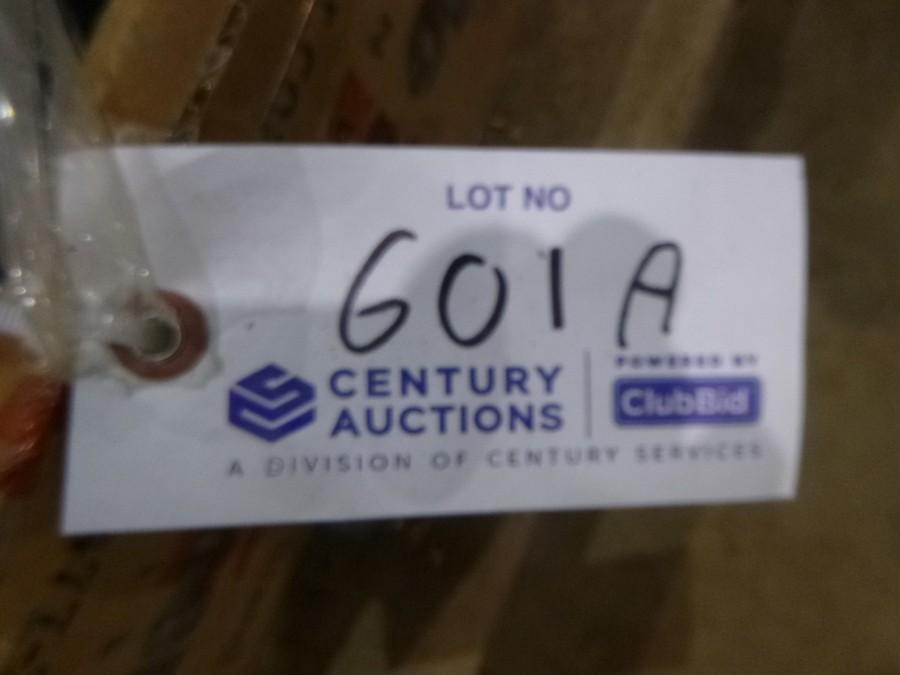 LOT NO
601A
CENTURY
AUCTIONS
POWERED BY
ClubBid
A DIVISION OF CENTURY SERVICES